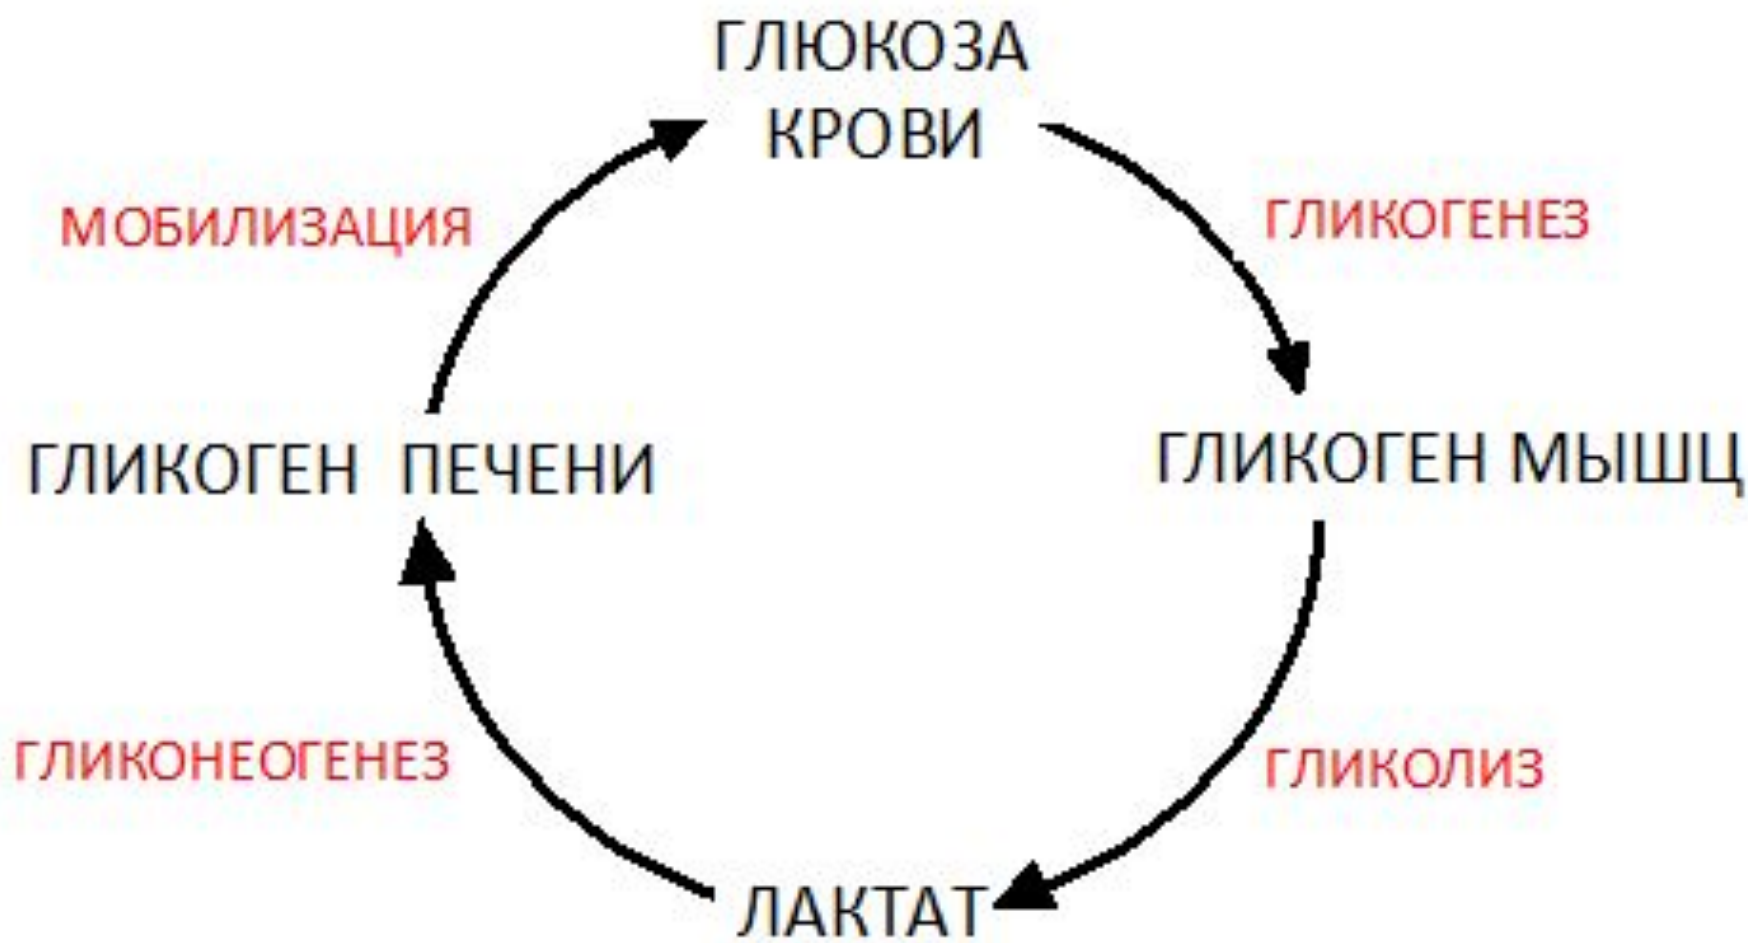 ГЛЮКОЗА
КРОВИ
МОБИЛИЗАЦИЯ
ГЛИКОГЕНЕЗ
ГЛИКОГЕН ПЕЧЕНИ
ГЛИКОГЕН МЫШЦ
ГЛИКОНЕОГЕНЕЗ
ГЛИКОЛИЗ
ЛАКТАТ